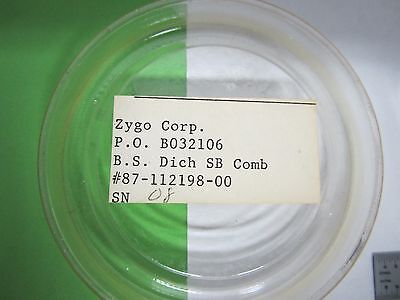 Zygo Corp.
P.O. B032106
B.S. Dich SB Comb
#87-112198-00
SN 08